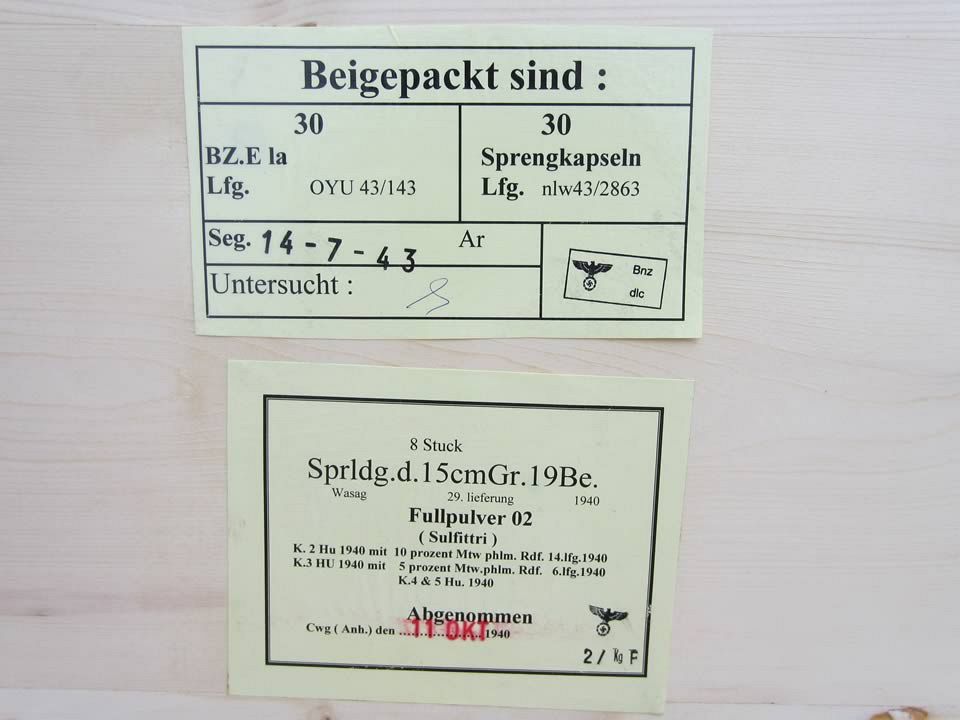 Beigepackt sind :
30
BZ.E la
Lfg. OYU 43/143
30
Sprengkapseln
Lfg. nlw43/2863
Seg. 14-7-43 Ar
Untersucht :
Bnz
dlc
8 Stuck
Sprldg.d.15cmGr.19Be.
Wasag 29. lieferung 1940
Fullpulver 02
( Sulfittri )
K. 2 Hu 1940 mit 10 prozent Mtw phlm. Rdf. 14.lfg.1940
K.3 HU 1940 mit 5 prozent Mtw.phlm. Rdf. 6.lfg.1940
K.4 & 5 Hu. 1940
Abgenommen
Cwg ( Anh.) den 11 OKT 1940
2/ Kg F